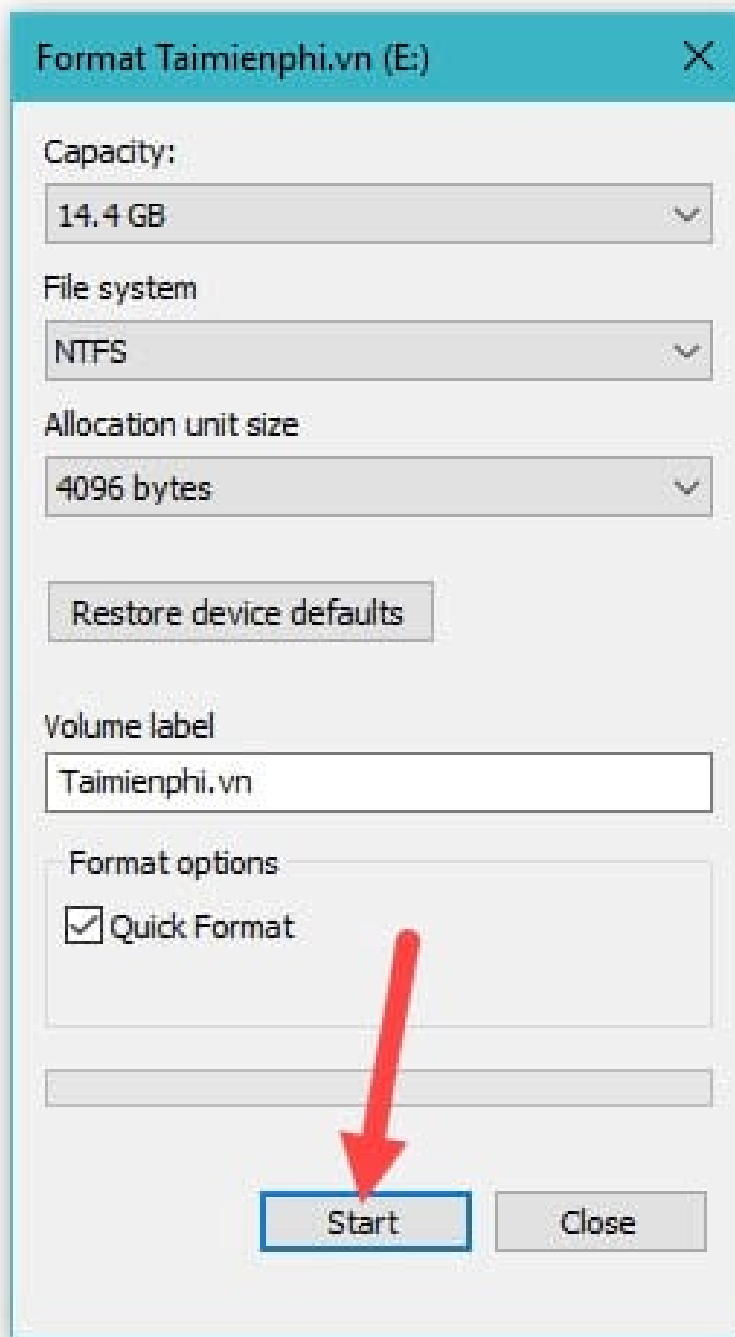 Format Taimienphi.vn (E:)
Capacity:
14.4 GB
File system
NTFS
Allocation unit size
4096 bytes
Restore device defaults
Volume label
Taimienphi.vn
Format options
Quick Format
Start Close